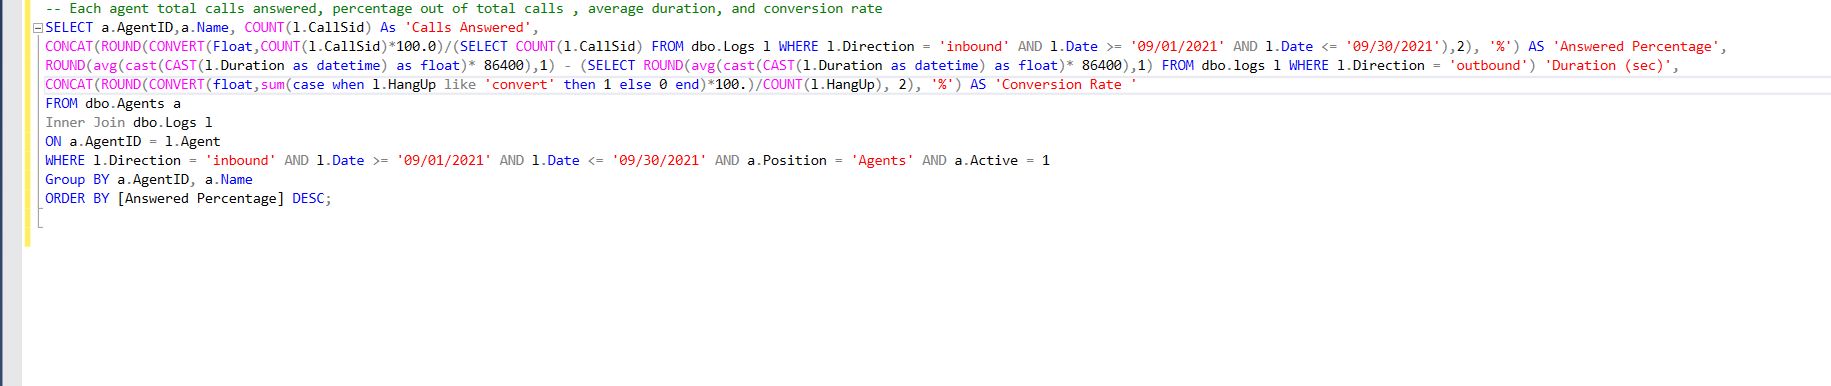 -- Each agent total calls answered, percentage out of total calls , average duration, and conversion rate
SELECT a.AgentID,a.Name, COUNT(l.CallSid) As 'Calls Answered',
CONCAT(ROUND(CONVERT(Float,COUNT(l.CallSid)*100.0)/(SELECT COUNT(l.CallSid) FROM dbo.Logs l WHERE l.Direction = 'inbound' AND l.Date >= '09/01/2021' AND l.Date <= '09/30/2021'),2), '%') AS 'Answered Percentage',
ROUND(avg(cast(CAST(l.Duration as datetime) as float)* 86400),1) - (SELECT ROUND(avg(cast(CAST(l.Duration as datetime) as float)* 86400),1) FROM dbo.logs l WHERE l.Direction = 'outbound') 'Duration (sec)',
CONCAT(ROUND(CONVERT(float,sum(case when l.HangUp like 'convert' then 1 else 0 end)*100.)/COUNT(l.HangUp), 2), '%') AS 'Conversion Rate '
FROM dbo.Agents a
Inner Join dbo.Logs l
ON a.AgentID = l.Agent
WHERE l.Direction = 'inbound' AND l.Date >= '09/01/2021' AND l.Date <= '09/30/2021' AND a.Position = 'Agents' AND a.Active = 1
Group BY a.AgentID, a.Name
ORDER BY [Answered Percentage] DESC;